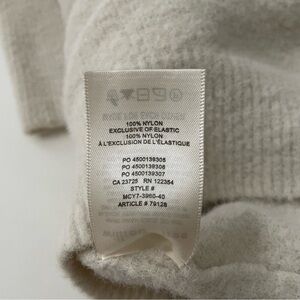 100% NYLON
EXCLUSIVE OF ELASTIC
100% NYLON
À L'EXCLUSION DE L'ÉLASTIQUE
PO 4500139305
PO 4500139306
PO 4500139307
CA 23725 RN 122354
STYLE #
MCY7-3960-40
ARTICLE # 79128